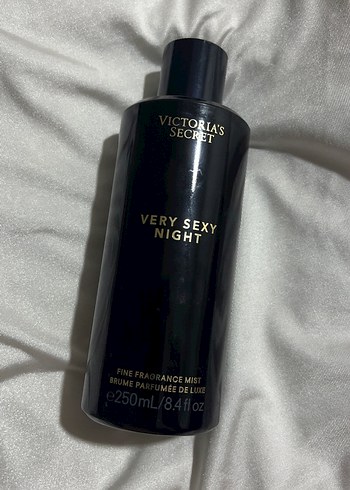 VICTORIA'S
SECRET
VERY SEXY
NIGHT
FINE FRAGRANCE MIST
BRUME PARFUMÉE DE LUXE
℮250mL/8.4 fl oz